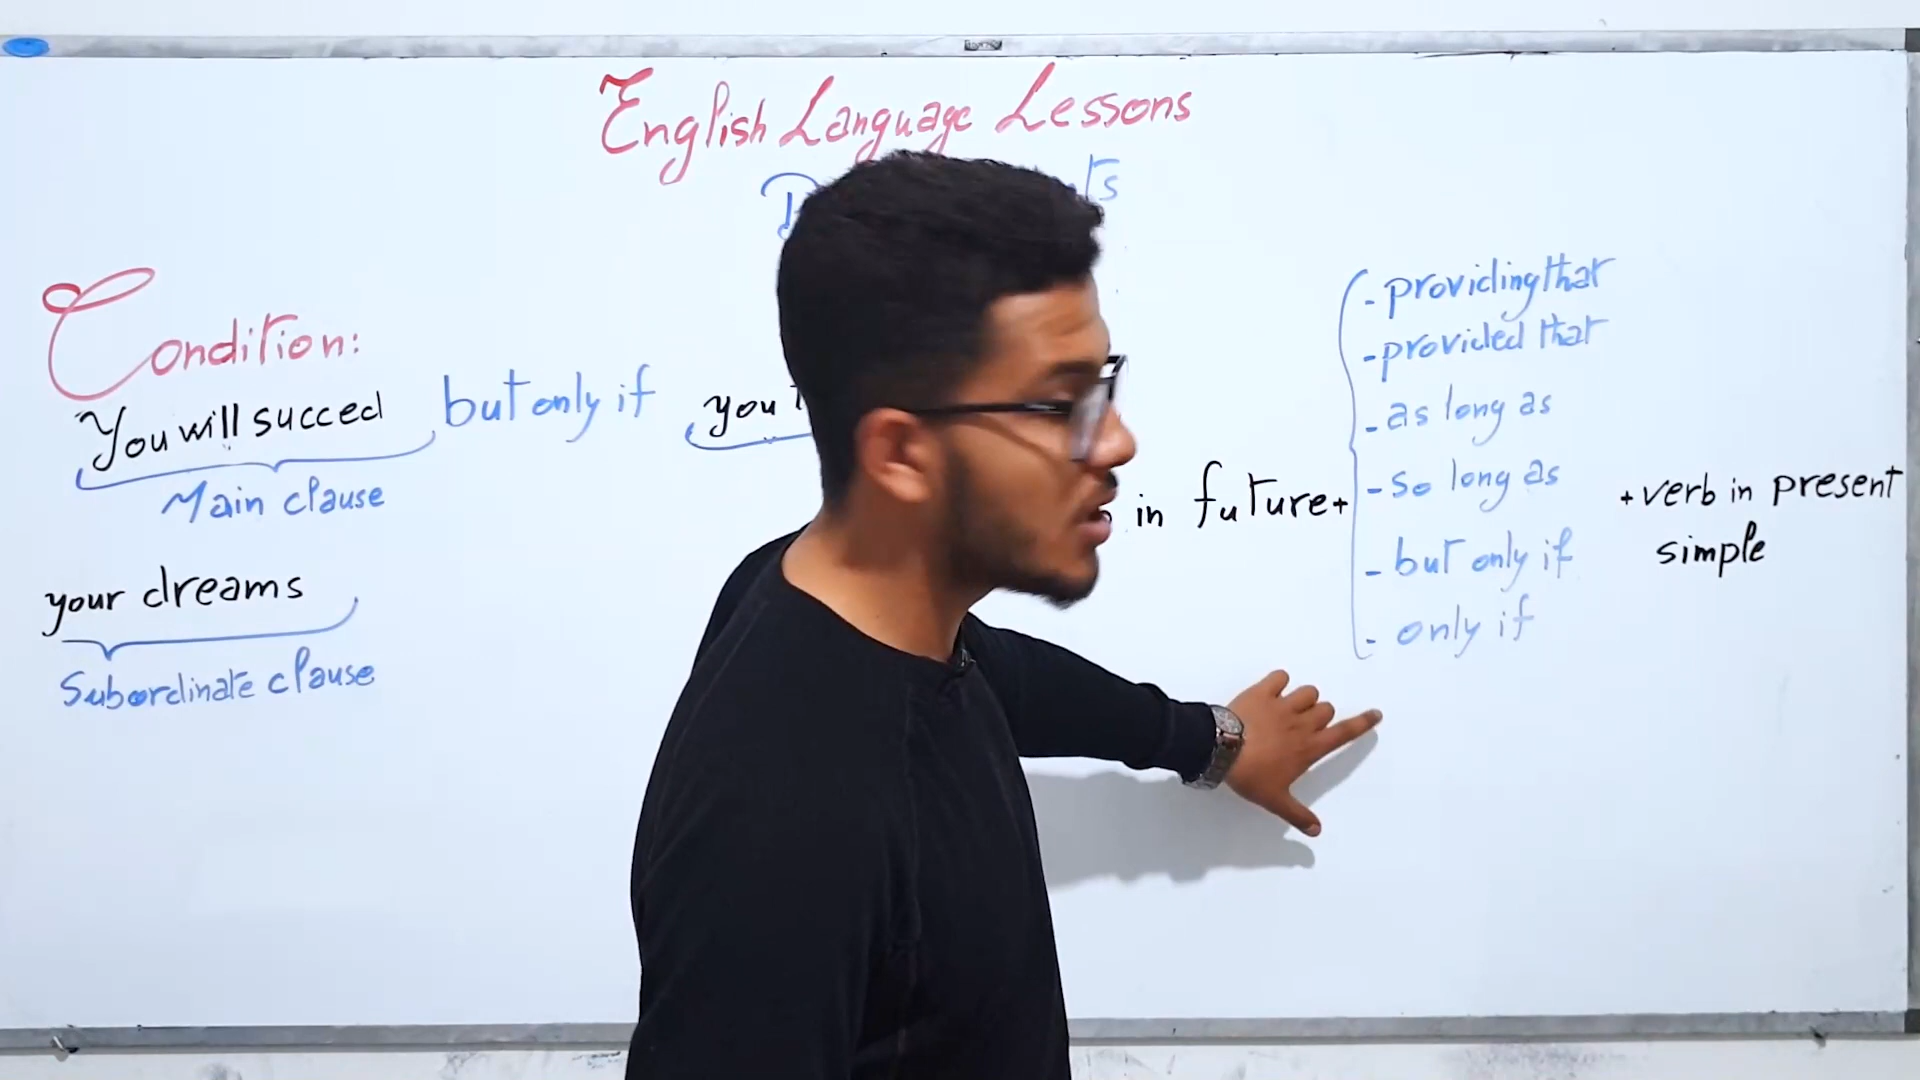 English Language Lessons
Condition:
You will succed but only if you
Main clause
your dreams
Subordinate clause
in future +
- providing that
- provided that
- as long as
- so long as
- but only if
- only if
+ verb in present
simple